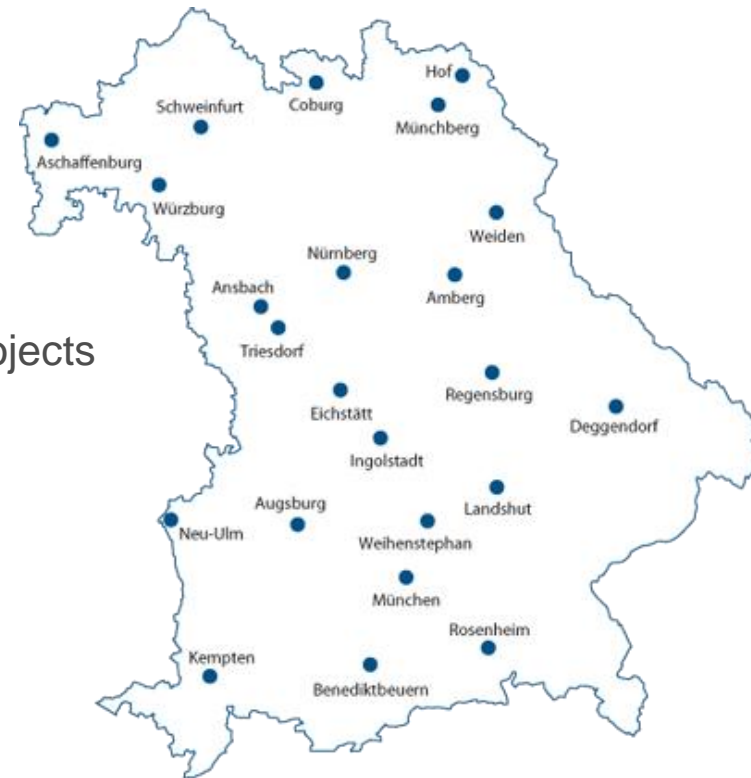 Hof
Coburg
Schweinfurt
Münchberg
Aschaffenburg
Würzburg
Weiden
Nürnberg
Ansbach
Amberg
Triesdorf
bjects
Regensburg
Eichstätt
Deggendorf
Ingolstadt
Augsburg
Landshut
Neu-Ulm
Weihenstephan
München
Rosenheim
Kempten
Benediktbeuern